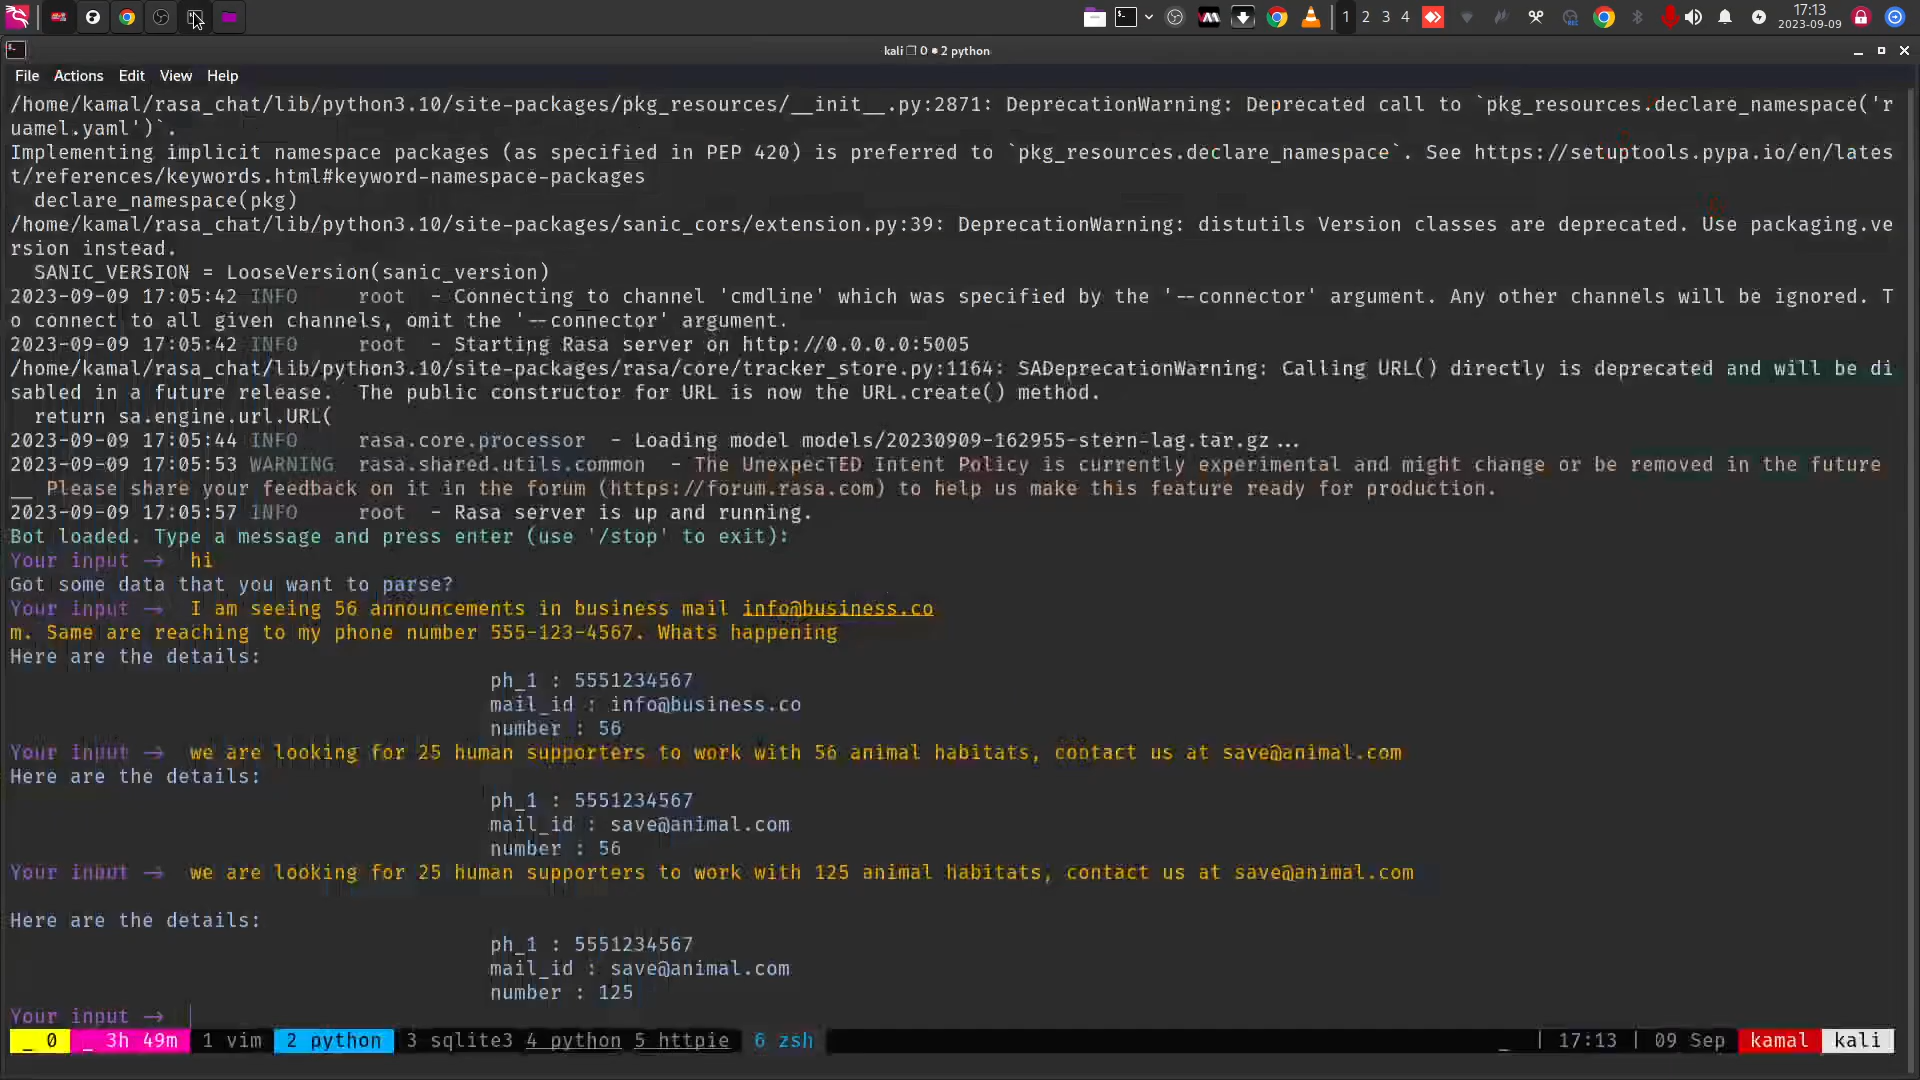 1 2 3 4
17:13
2023-09-09
kali ❐ 0 ● 2 python
File Actions Edit View Help
/home/kamal/rasa_chat/lib/python3.10/site-packages/pkg_resources/__init__.py:2871: DeprecationWarning: Deprecated call to `pkg_resources.declare_namespace('r
uamel.yaml')`.
Implementing implicit namespace packages (as specified in PEP 420) is preferred to `pkg_resources.declare_namespace`. See https://setuptools.pypa.io/en/lates
t/references/keywords.html#keyword-namespace-packages
declare_namespace(pkg)
/home/kamal/rasa_chat/lib/python3.10/site-packages/sanic_cors/extension.py:39: DeprecationWarning: distutils Version classes are deprecated. Use packaging.ve
rsion instead.
SANIC_VERSION = LooseVersion(sanic_version)
2023-09-09 17:05:42 INFO root - Connecting to channel 'cmdline' which was specified by the '--connector' argument. Any other channels will be ignored. T
o connect to all given channels, omit the '--connector' argument.
2023-09-09 17:05:42 INFO root - Starting Rasa server on http://0.0.0.0:5005
/home/kamal/rasa_chat/lib/python3.10/site-packages/rasa/core/tracker_store.py:1164: SADeprecationWarning: Calling URL() directly is deprecated and will be di
sabled in a future release. The public constructor for URL is now the URL.create() method.
return sa.engine.url.URL(
2023-09-09 17:05:44 INFO rasa.core.processor - Loading model models/20230909-162955-stern-lag.tar.gz...
2023-09-09 17:05:53 WARNING rasa.shared.utils.common - The UnexpecTED Intent Policy is currently experimental and might change or be removed in the future
__ Please share your feedback on it in the forum (https://forum.rasa.com) to help us make this feature ready for production.
2023-09-09 17:05:57 INFO root - Rasa server is up and running.
Bot loaded. Type a message and press enter (use '/stop' to exit):
Your input -> hi
Got some data that you want to parse?
Your input -> I am seeing 56 announcements in business mail info@business.co
m. Same are reaching to my phone number 555-123-4567. Whats happening
Here are the details:
ph_1 : 5551234567
mail_id : info@business.co
number : 56
Your input -> we are looking for 25 human supporters to work with 56 animal habitats, contact us at save@animal.com
Here are the details:
ph_1 : 5551234567
mail_id : save@animal.com
number : 56
Your input -> we are looking for 25 human supporters to work with 125 animal habitats, contact us at save@animal.com
Here are the details:
ph_1 : 5551234567
mail_id : save@animal.com
number : 125
Your input ->
_ 0 _ 3h 49m 1 vim 2 python 3 sqlite3 4 python 5 httpie 6 zsh _ | 17:13 | 09 Sep kamal kali